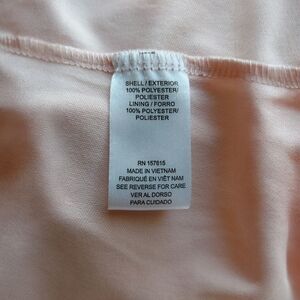 SHELL / EXTERIOR
100% POLYESTER/
POLIESTER
LINING / FORRO
100% POLYESTER/
POLIESTER
RN 157615
MADE IN VIETNAM
FABRIQUÉ EN VIÊT NAM
SEE REVERSE FOR CARE
VER AL DORSO
PARA CUIDADO